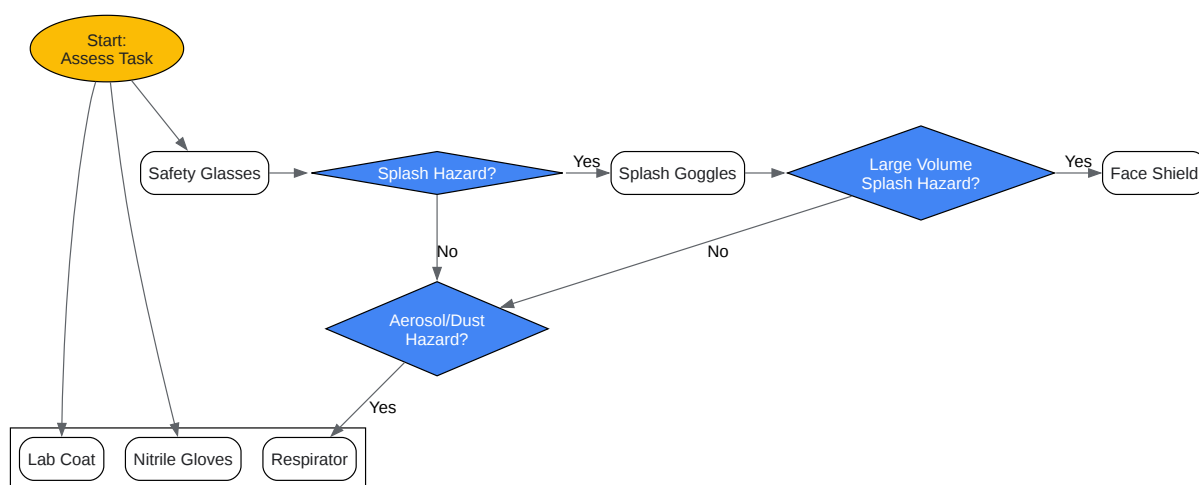 Start:
Assess Task
Safety Glasses
Splash Hazard?
Yes
Splash Goggles
Large Volume
Splash Hazard?
Yes
Face Shield
No
No
Aerosol/Dust
Hazard?
Yes
Lab Coat
Nitrile Gloves
Respirator